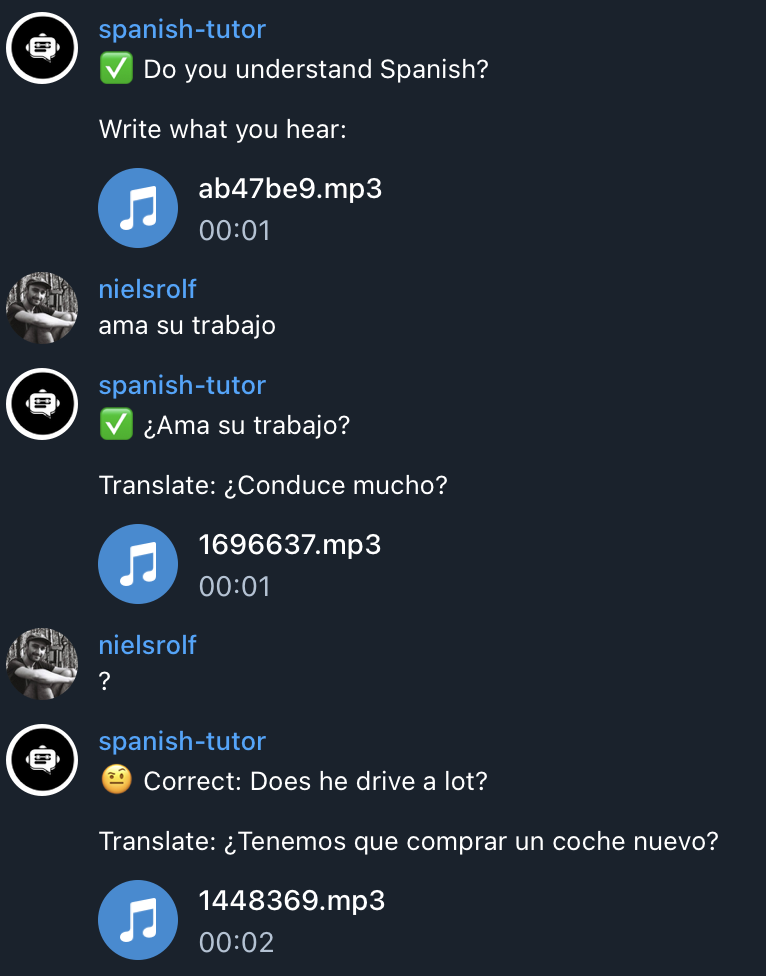 spanish-tutor
✅ Do you understand Spanish?
Write what you hear:
ab47be9.mp3
00:01
nielsrolf
ama su trabajo
spanish-tutor
✅ ¿Ama su trabajo?
Translate: ¿Conduce mucho?
1696637.mp3
00:01
nielsrolf
?
spanish-tutor
🤨 Correct: Does he drive a lot?
Translate: ¿Tenemos que comprar un coche nuevo?
1448369.mp3
00:02